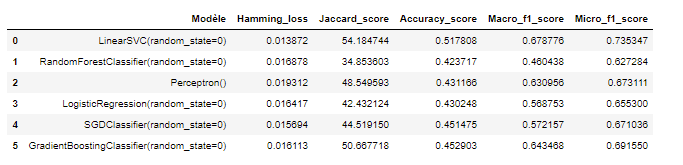 Modèle Hamming_loss Jaccard_score Accuracy_score Macro_f1_score Micro_f1_score
0 LinearSVC(random_state=0) 0.013872 54.184744 0.517808 0.678776 0.735347
1 RandomForestClassifier(random_state=0) 0.016878 34.853603 0.423717 0.460438 0.627284
2 Perceptron() 0.019312 48.549593 0.431166 0.630956 0.673111
3 LogisticRegression(random_state=0) 0.016417 42.432124 0.430248 0.568753 0.655300
4 SGDClassifier(random_state=0) 0.015694 44.519150 0.451475 0.572157 0.671036
5 GradientBoostingClassifier(random_state=0) 0.016113 50.667718 0.452903 0.643468 0.691550